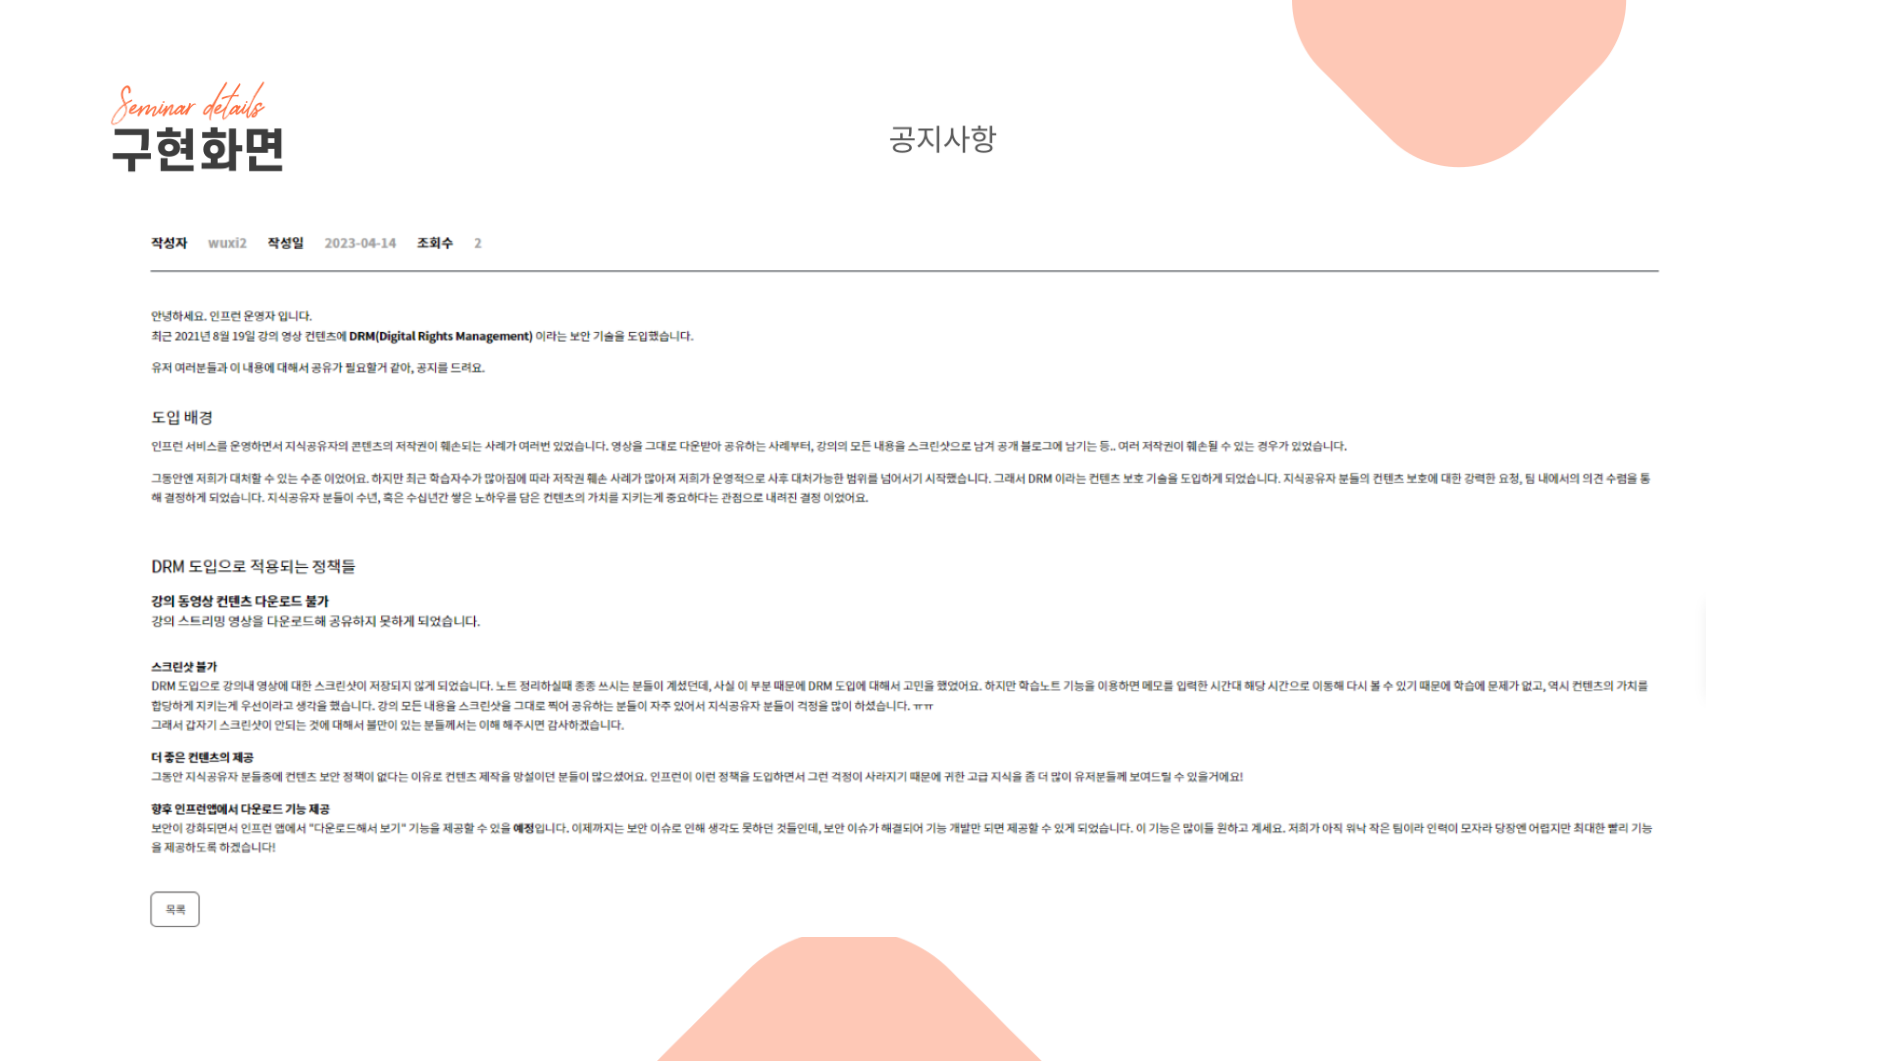 Seminar details
구현화면
공지사항
작성자 wuxi2 작성일 2023-04-14 조회수 2
안녕하세요. 인프런 운영자 입니다.
최근 2021년 8월 19일 강의 영상 컨텐츠에 DRM(Digital Rights Management) 이라는 보안 기술을 도입했습니다.
유저 여러분들과 이 내용에 대해서 공유가 필요할거 같아, 공지를 드려요.
도입 배경
인프런 서비스를 운영하면서 지식공유자의 콘텐츠의 저작권이 훼손되는 사례가 여러번 있었습니다. 영상을 그대로 다운받아 공유하는 사례부터, 강의의 모든 내용을 스크린샷으로 남겨 공개 블로그에 남기는 등.. 여러 저작권이 훼손될 수 있는 경우가 있었습니다.
그동안엔 저희가 대처할 수 있는 수준 이었어요. 하지만 최근 학습자수가 많아짐에 따라 저작권 훼손 사례가 많아져 저희가 운영적으로 사후 대처가능한 범위를 넘어서기 시작했습니다. 그래서 DRM 이라는 컨텐츠 보호 기술을 도입하게 되었습니다. 지식공유자 분들의 컨텐츠 보호에 대한 강력한 요청, 팀 내에서의 의견 수렴을 통
해 결정하게 되었습니다. 지식공유자 분들이 수년, 혹은 수십년간 쌓은 노하우를 담은 컨텐츠의 가치를 지키는게 중요하다는 관점으로 내려진 결정 이었어요.
DRM 도입으로 적용되는 정책들
강의 동영상 컨텐츠 다운로드 불가
강의 스트리밍 영상을 다운로드해 공유하지 못하게 되었습니다.
스크린샷 불가
DRM 도입으로 강의내 영상에 대한 스크린샷이 저장되지 않게 되었습니다. 노트 정리하실때 종종 쓰시는 분들이 계셨던데, 사실 이 부분 때문에 DRM 도입에 대해서 고민을 했었어요. 하지만 학습노트 기능을 이용하면 메모를 입력한 시간대 해당 시간으로 이동해 다시 볼 수 있기 때문에 학습에 문제가 없고, 역시 컨텐츠의 가치를
합당하게 지키는게 우선이라고 생각을 했습니다. 강의 모든 내용을 스크린샷을 그대로 찍어 공유하는 분들이 자주 있어서 지식공유자 분들이 걱정을 많이 하셨습니다. ㅠㅠ
그래서 갑자기 스크린샷이 안되는 것에 대해서 불만이 있는 분들께서는 이해 해주시면 감사하겠습니다.
더 좋은 컨텐츠의 제공
그동안 지식공유자 분들중에 컨텐츠 보안 정책이 없다는 이유로 컨텐츠 제작을 망설이던 분들이 많으셨어요. 인프런이 이런 정책을 도입하면서 그런 걱정이 사라지기 때문에 귀한 고급 지식을 좀 더 많이 유저분들께 보여드릴 수 있을거에요!
향후 인프런앱에서 다운로드 기능 제공
보안이 강화되면서 인프런 앱에서 "다운로드해서 보기" 기능을 제공할 수 있을 예정입니다. 이제까지는 보안 이슈로 인해 생각도 못하던 것들인데, 보안 이슈가 해결되어 기능 개발만 되면 제공할 수 있게 되었습니다. 이 기능은 많이들 원하고 계세요. 저희가 아직 워낙 작은 팀이라 인력이 모자라 당장엔 어렵지만 최대한 빨리 기능
을 제공하도록 하겠습니다!
목록